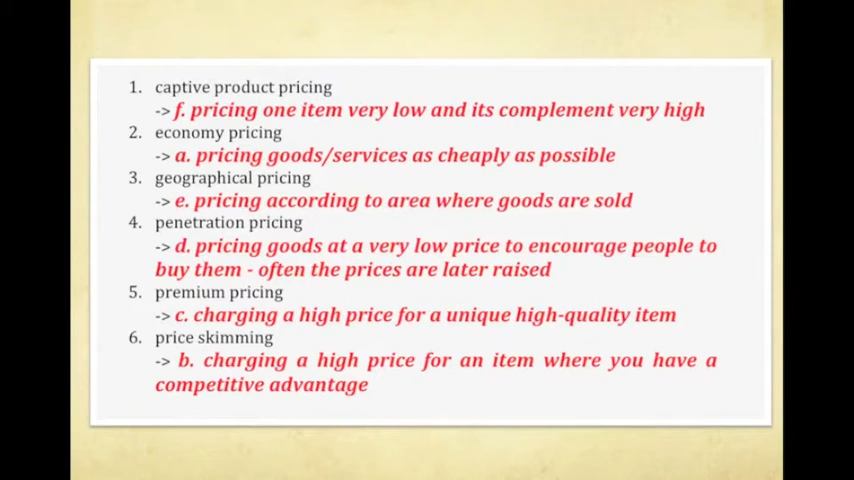 1. captive product pricing
-> f. pricing one item very low and its complement very high
2. economy pricing
-> a. pricing goods/services as cheaply as possible
3. geographical pricing
-> e. pricing according to area where goods are sold
4. penetration pricing
-> d. pricing goods at a very low price to encourage people to
buy them - often the prices are later raised
5. premium pricing
-> c. charging a high price for a unique high-quality item
6. price skimming
-> b. charging a high price for an item where you have a
competitive advantage